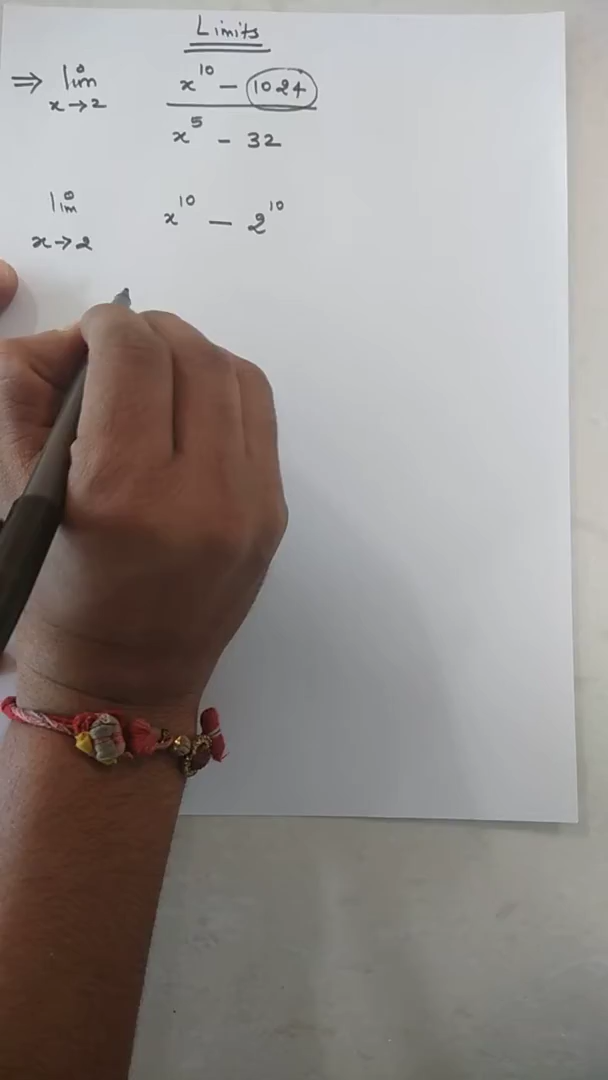 Limits
⇒ lim x→2 x^10 - 1024
x^5 - 32
lim x→2 x^10 - 2^10